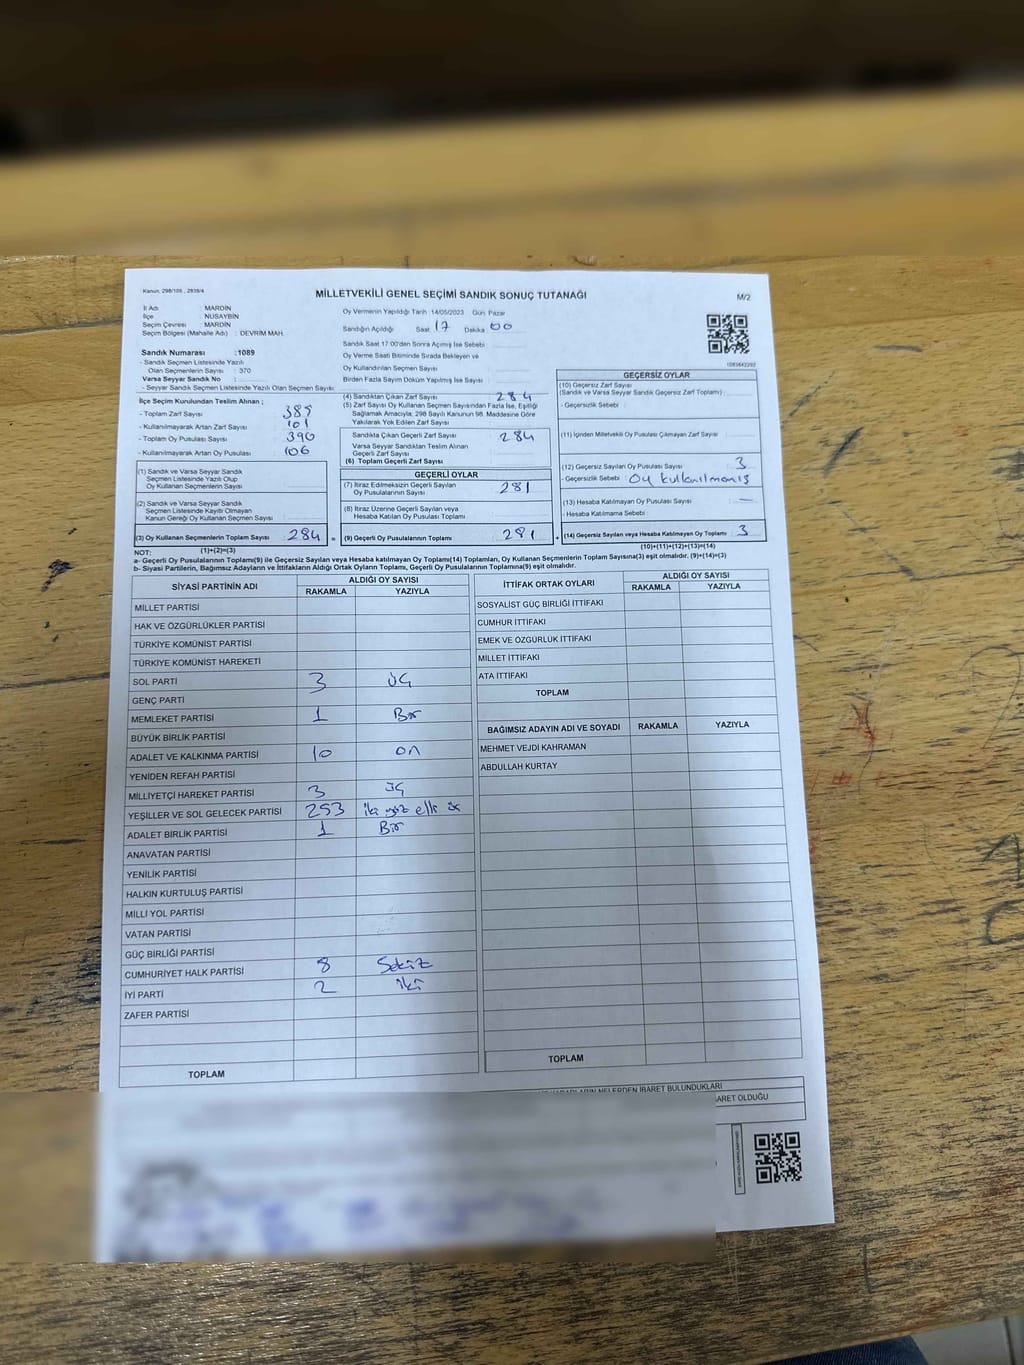 Kanun: 298/105 , 2839/4
MİLLETVEKİLİ GENEL SEÇİMİ SANDIK SONUÇ TUTANAĞI
M/2
İl Adı : MARDİN
İlçe : NUSAYBİN
Seçim Çevresi : MARDİN
Seçim Bölgesi (Mahalle Adı) : DEVRİM MAH.
Oy Vermenin Yapıldığı Tarih :14/05/2023 Gün: Pazar
Sandığın Açıldığı Saat: 17 Dakika: 00
Sandık Saat 17:00'den Sonra Açılmış İse Sebebi :
Oy Verme Saati Bitiminde Sırada Bekleyen ve
Oy Kullandırılan Seçmen Sayısı :
Birden Fazla Sayım Döküm Yapılmış İse Sayısı :
Sandık Numarası :1089
- Sandık Seçmen Listesinde Yazılı
Olan Seçmenlerin Sayısı : 370
Varsa Seyyar Sandık No :
- Seyyar Sandık Seçmen Listesinde Yazılı Olan Seçmen Sayısı:
İlçe Seçim Kurulundan Teslim Alınan ;
- Toplam Zarf Sayısı :
- Kullanılmayarak Artan Zarf Sayısı : 101
- Toplam Oy Pusulası Sayısı : 390
- Kullanılmayarak Artan Oy Pusulası : 106
(1) Sandık ve Varsa Seyyar Sandık
Seçmen Listesinde Yazılı Olup
Oy Kullanan Seçmenlerin Sayısı :
(2) Sandık ve Varsa Seyyar Sandık
Seçmen Listesinde Kayıtlı Olmayan
Kanun Gereği Oy Kullanan Seçmen Sayısı :
(3) Oy Kullanan Seçmenlerin Toplam Sayısı : 284
(1)+(2)=(3)
(4) Sandıktan Çıkan Zarf Sayısı : 284
(5) Zarf Sayısı Oy Kullanan Seçmen Sayısından Fazla İse, Eşitliği
Sağlamak Amacıyla, 298 Sayılı Kanunun 98. Maddesine Göre
Yakılarak Yok Edilen Zarf Sayısı :
Sandıkta Çıkan Geçerli Zarf Sayısı : 284
Varsa Seyyar Sandıktan Teslim Alınan
Geçerli Zarf Sayısı :
(6) Toplam Geçerli Zarf Sayısı :
GEÇERLİ OYLAR
(7) İtiraz Edilmeksizin Geçerli Sayılan
Oy Pusulalarının Sayısı : 281
(8) İtiraz Üzerine Geçerli Sayılan veya
Hesaba Katılan Oy Pusulası Toplamı :
(9) Geçerli Oy Pusulalarının Toplamı : 281
1083642292
GEÇERSİZ OYLAR
(10) Geçersiz Zarf Sayısı
(Sandık ve Varsa Seyyar Sandık Geçersiz Zarf Toplamı) :
- Geçersizlik Sebebi :
(11) İçinden Milletvekili Oy Pusulası Çıkmayan Zarf Sayısı :
(12) Geçersiz Sayılan Oy Pusulası Sayısı : 3
- Geçersizlik Sebebi : Oy kullanılmamış
(13) Hesaba Katılmayan Oy Pusulası Sayısı : —
- Hesaba Katılmama Sebebi :
(14) Geçersiz Sayılan veya Hesaba Katılmayan Oy Toplamı : 3
(10)+(11)+(12)+(13)=(14)
NOT:
a- Geçerli Oy Pusulalarının Toplamı(9) ile Geçersiz Sayılan veya Hesaba katılmayan Oy Toplamı(14) Toplamları, Oy Kullanan Seçmenlerin Toplam Sayısına(3) eşit olmalıdır. (9)+(14)=(3)
b- Siyasi Partilerin, Bağımsız Adayların ve İttifakların Aldığı Ortak Oyların Toplamı, Geçerli Oy Pusulalarının Toplamına(9) eşit olmalıdır.
SİYASİ PARTİNİN ADI ALDIĞI OY SAYISI
RAKAMLA YAZIYLA
MİLLET PARTİSİ
HAK VE ÖZGÜRLÜKLER PARTİSİ
TÜRKİYE KOMÜNİST PARTİSİ
TÜRKİYE KOMÜNİST HAREKETİ
SOL PARTİ 3 üç
GENÇ PARTİ
MEMLEKET PARTİSİ 1 Bir
BÜYÜK BİRLİK PARTİSİ
ADALET VE KALKINMA PARTİSİ 10 on
YENİDEN REFAH PARTİSİ
MİLLİYETÇİ HAREKET PARTİSİ 3 üç
YEŞİLLER VE SOL GELECEK PARTİSİ 253 iki yüz elli üç
ADALET BİRLİK PARTİSİ 1 Bir
ANAVATAN PARTİSİ
YENİLİK PARTİSİ
HALKIN KURTULUŞ PARTİSİ
MİLLİ YOL PARTİSİ
VATAN PARTİSİ
GÜÇ BİRLİĞİ PARTİSİ
CUMHURİYET HALK PARTİSİ 8 Sekiz
İYİ PARTİ 2 iki
ZAFER PARTİSİ
TOPLAM
İTTİFAK ORTAK OYLARI ALDIĞI OY SAYISI
RAKAMLA YAZIYLA
SOSYALİST GÜÇ BİRLİĞİ İTTİFAKI
CUMHUR İTTİFAKI
EMEK VE ÖZGÜRLÜK İTTİFAKI
MİLLET İTTİFAKI
ATA İTTİFAKI
TOPLAM
BAĞIMSIZ ADAYIN ADI VE SOYADI RAKAMLA YAZIYLA
MEHMET VEJDİ KAHRAMAN
ABDULLAH KURTAY
TOPLAM
NELERDEN İBARET BULUNDUKLARI
OLDUĞU